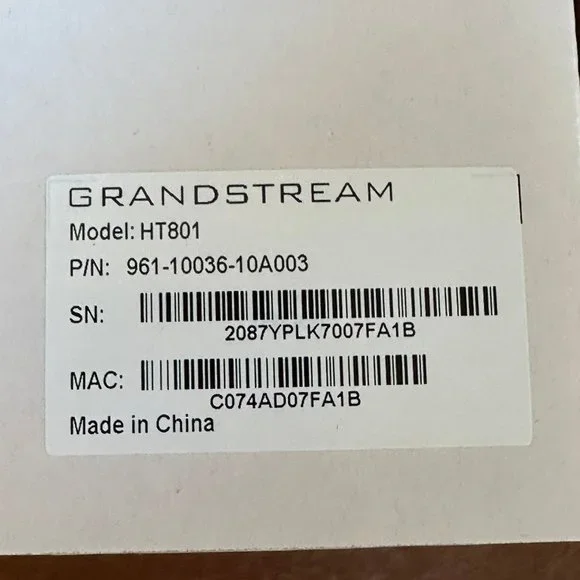 GRANDSTREAM
Model: HT801
P/N: 961-10036-10A003
SN:
2087YPLK7007FA1B
MAC:
C074AD07FA1B
Made in China